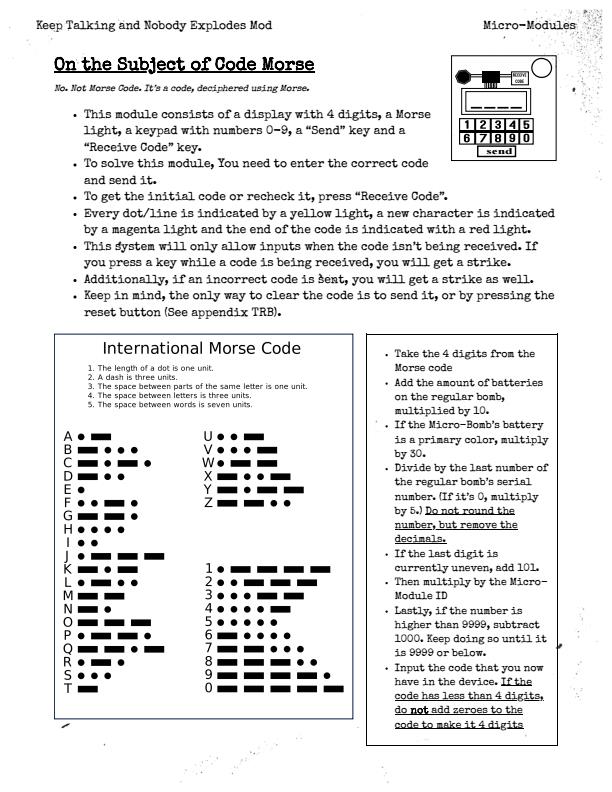 Keep Talking and Nobody Explodes Mod
Micro-Modules
On the Subject of Code Morse
No. Not Morse Code. It's a code, deciphered using Morse.
RECEIVE
CODE
1 2 3 4 5
6 7 8 9 0
send
• This module consists of a display with 4 digits, a Morse
light, a keypad with numbers 0-9, a “Send” key and a
“Receive Code” key.
• To solve this module, You need to enter the correct code
and send it.
• To get the initial code or recheck it, press “Receive Code”.
• Every dot/line is indicated by a yellow light, a new character is indicated
by a magenta light and the end of the code is indicated with a red light.
• This system will only allow inputs when the code isn't being received. If
you press a key while a code is being received, you will get a strike.
• Additionally, if an incorrect code is sent, you will get a strike as well.
• Keep in mind, the only way to clear the code is to send it, or by pressing the
reset button (See appendix TRB).
International Morse Code
1. The length of a dot is one unit.
2. A dash is three units.
3. The space between parts of the same letter is one unit.
4. The space between letters is three units.
5. The space between words is seven units.
A
B
C
D
E
F
G
H
I
J
K
L
M
N
O
P
Q
R
S
T
U
V
W
X
Y
Z
1
2
3
4
5
6
7
8
9
0
• Take the 4 digits from the
Morse code
• Add the amount of batteries
on the regular bomb,
multiplied by 10.
• If the Micro-Bomb's battery
is a primary color, multiply
by 30.
• Divide by the last number of
the regular bomb's serial
number. (If it's 0, multiply
by 5.) Do not round the
number, but remove the
decimals.
• If the last digit is
currently uneven, add 101.
• Then multiply by the Micro-
Module ID
• Lastly, if the number is
higher than 9999, subtract
1000. Keep doing so until it
is 9999 or below.
• Input the code that you now
have in the device. If the
code has less than 4 digits,
do not add zeroes to the
code to make it 4 digits